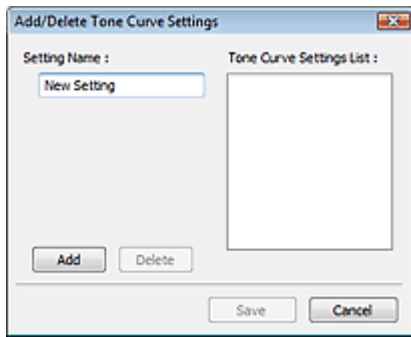 Add/Delete Tone Curve Settings
Setting Name :
Tone Curve Settings List :
New Setting
Add
Delete
Save
Cancel